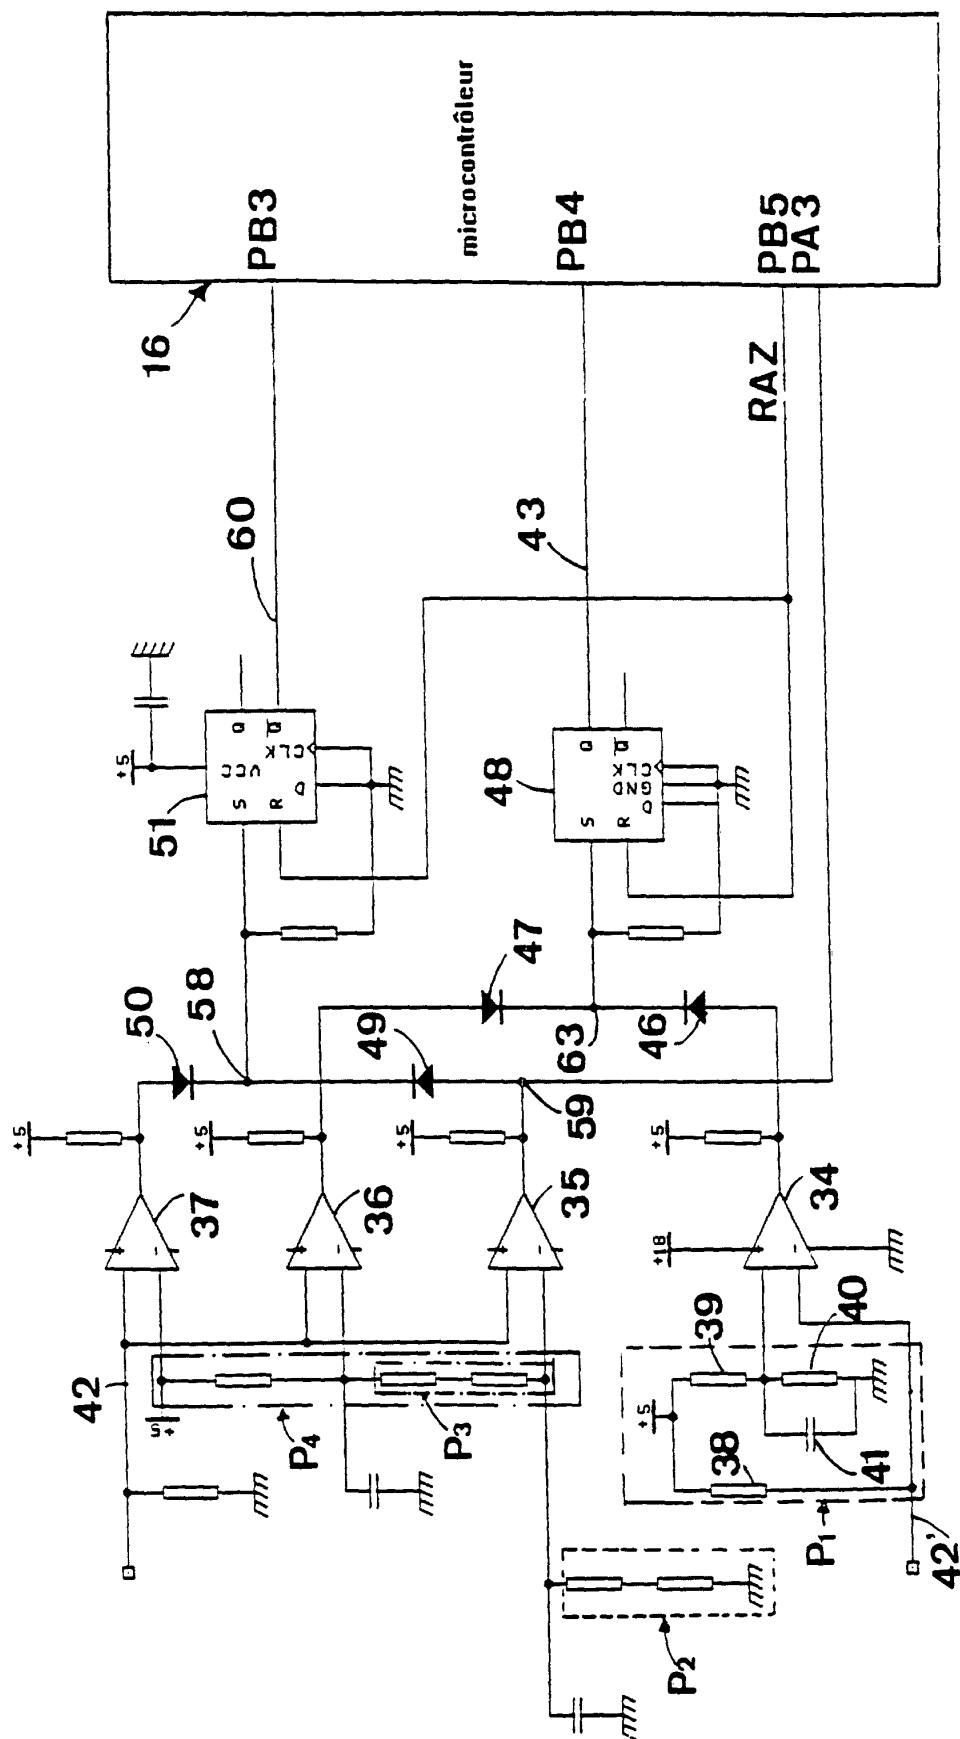 microcontrôleur
PB3
PB4
PB5
PA3
16
RAZ
60
43
+5
51
S
R
VCC
Q
Q
D
CLK
48
S
R
D
GND
CLK
Q
Q
50
58
49
47
63
46
59
+5
+5
+5
+5
37
36
35
34
+
-
+
-
+
-
+
-
+18
42
+5
P4
P3
39
40
+5
38
41
P1
42'
P2